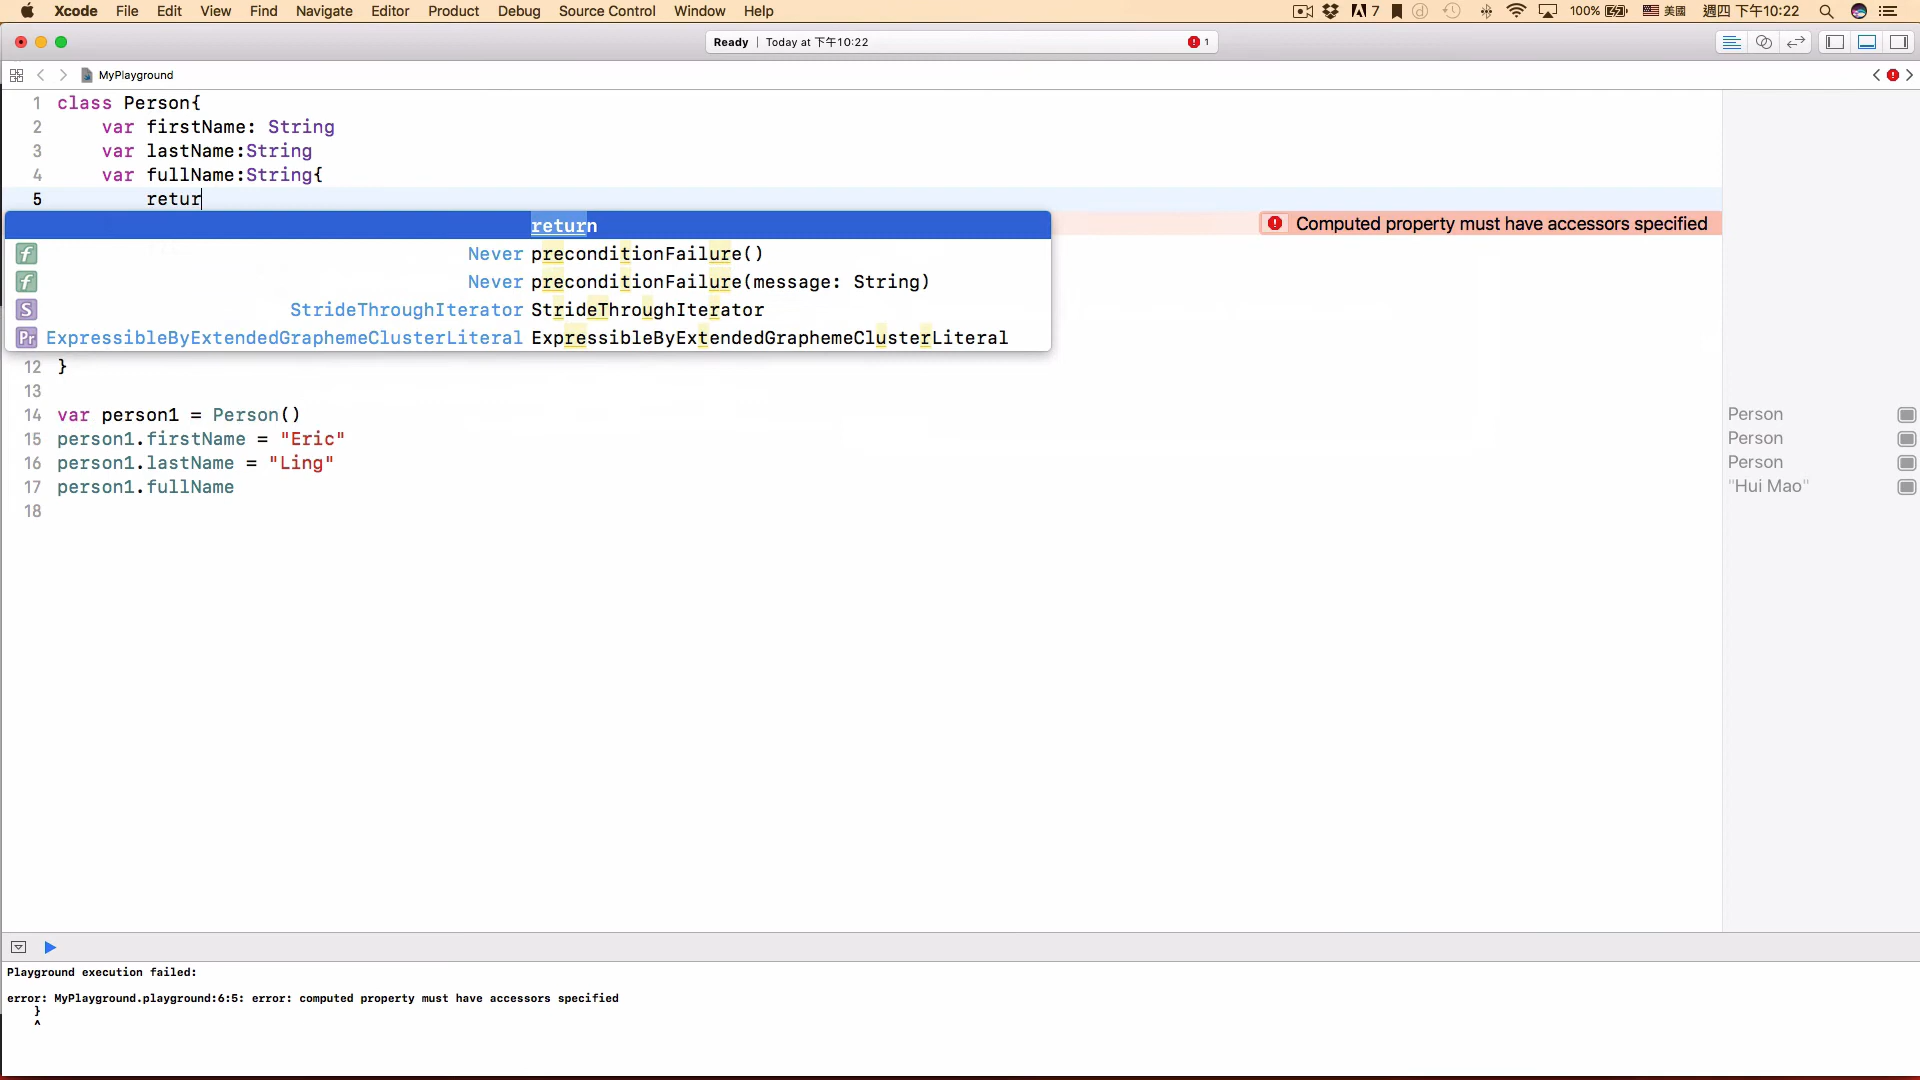 Xcode File Edit View Find Navigate Editor Product Debug Source Control Window Help 7 100% 美國 週四 下午10:22
Ready | Today at 下午10:22 1
MyPlayground
1 class Person{
2 var firstName: String
3 var lastName:String
4 var fullName:String{
5 retur
return
Computed property must have accessors specified
f Never preconditionFailure()
f Never preconditionFailure(message: String)
S StrideThroughIterator StrideThroughIterator
Pr ExpressibleByExtendedGraphemeClusterLiteral ExpressibleByExtendedGraphemeClusterLiteral
12 }
13
14 var person1 = Person() Person
15 person1.firstName = "Eric" Person
16 person1.lastName = "Ling" Person
17 person1.fullName "Hui Mao"
18
Playground execution failed:
error: MyPlayground.playground:6:5: error: computed property must have accessors specified
}
^